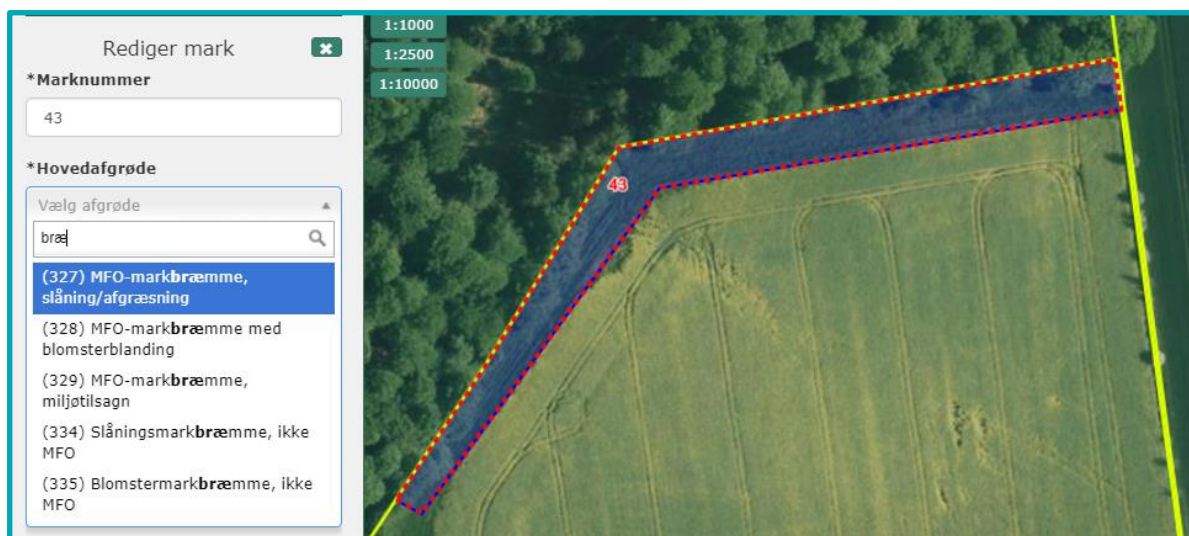 Rediger mark
*Marknummer
43
*Hovedafgrøde
Vælg afgrøde
bræ
(327) MFO-markbræmme,
slåning/afgræsning
(328) MFO-markbræmme med
blomsterblanding
(329) MFO-markbræmme,
miljøtilsagn
(334) Slåningsmarkbræmme, ikke
MFO
(335) Blomstermarkbræmme, ikke
MFO
1:1000
1:2500
1:10000
43